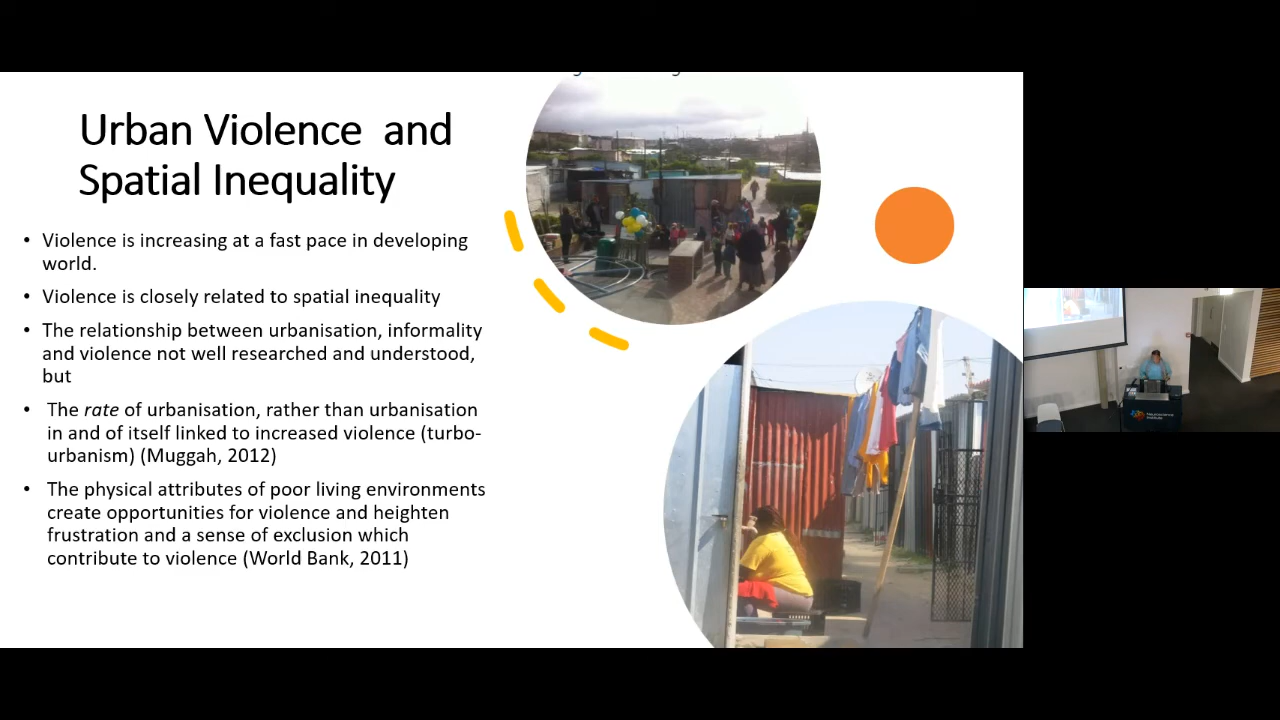 Urban Violence and
Spatial Inequality
• Violence is increasing at a fast pace in developing
world.
• Violence is closely related to spatial inequality
• The relationship between urbanisation, informality
and violence not well researched and understood,
but
• The rate of urbanisation, rather than urbanisation
in and of itself linked to increased violence (turbo-
urbanism) (Muggah, 2012)
• The physical attributes of poor living environments
create opportunities for violence and heighten
frustration and a sense of exclusion which
contribute to violence (World Bank, 2011)
Neuroscience
Institute